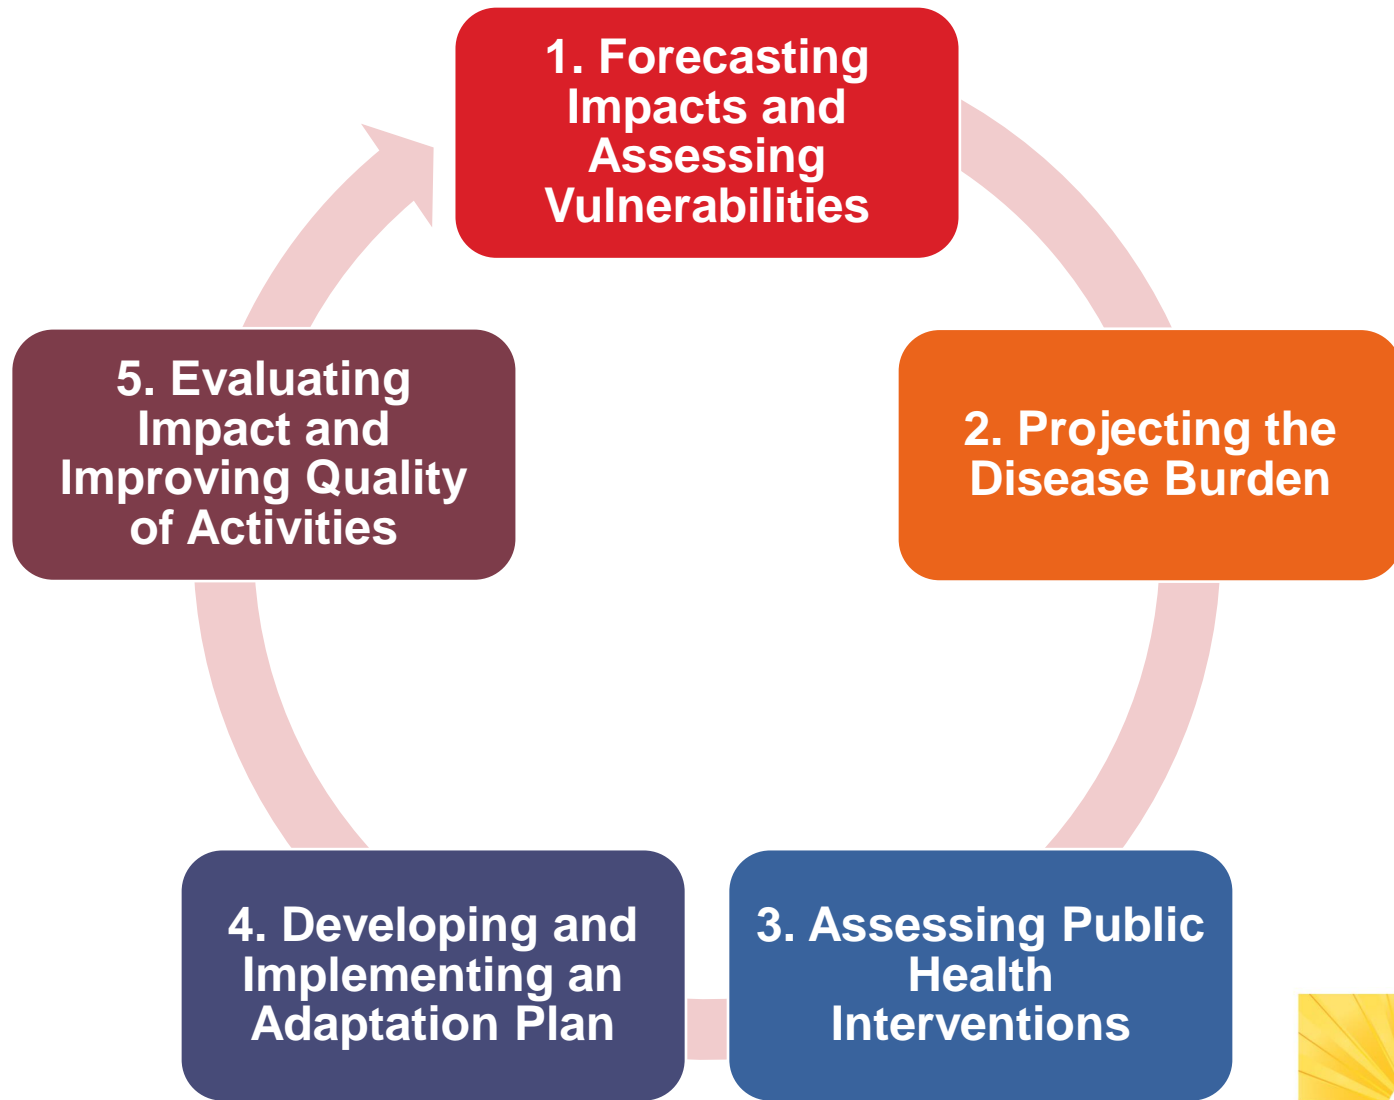 1. Forecasting
Impacts and
Assessing
Vulnerabilities
2. Projecting the
Disease Burden
3. Assessing Public
Health
Interventions
4. Developing and
Implementing an
Adaptation Plan
5. Evaluating
Impact and
Improving Quality
of Activities